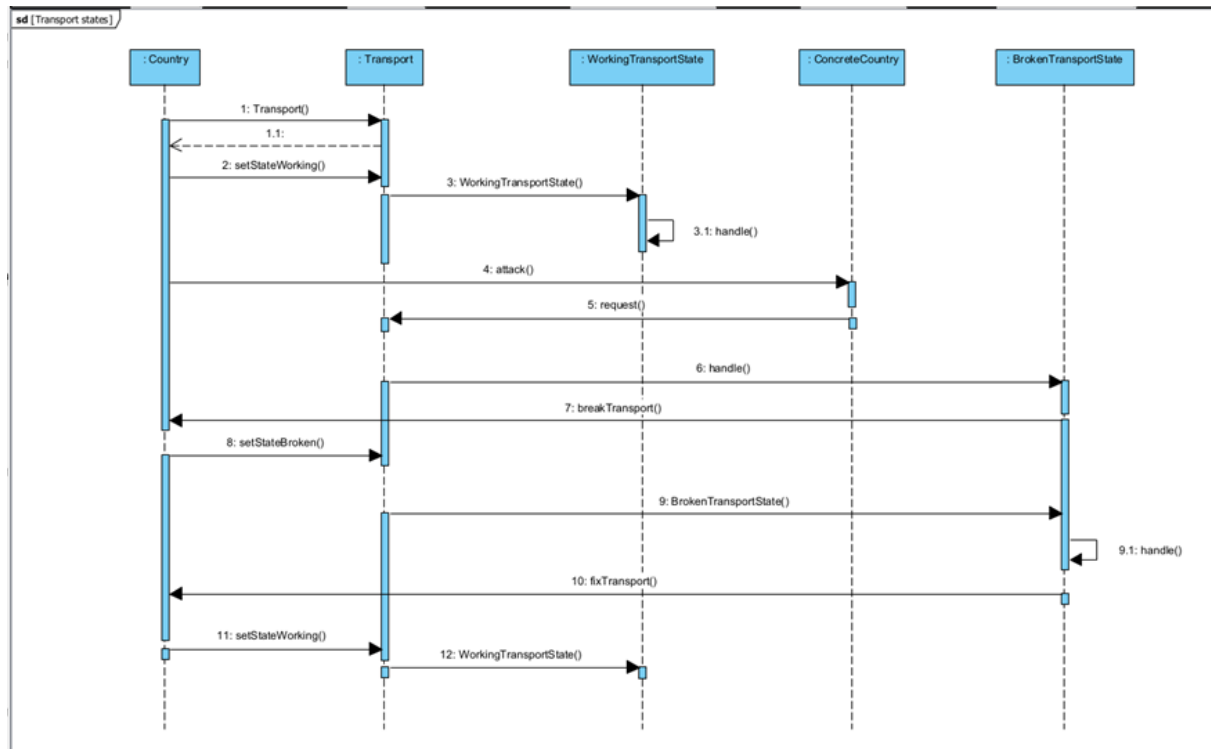 sd [Transport states]
: Country
: Transport
: WorkingTransportState
: ConcreteCountry
: BrokenTransportState
1: Transport()
1.1:
2: setStateWorking()
3: WorkingTransportState()
3.1: handle()
4: attack()
5: request()
6: handle()
7: breakTransport()
8: setStateBroken()
9: BrokenTransportState()
9.1: handle()
10: fixTransport()
11: setStateWorking()
12: WorkingTransportState()